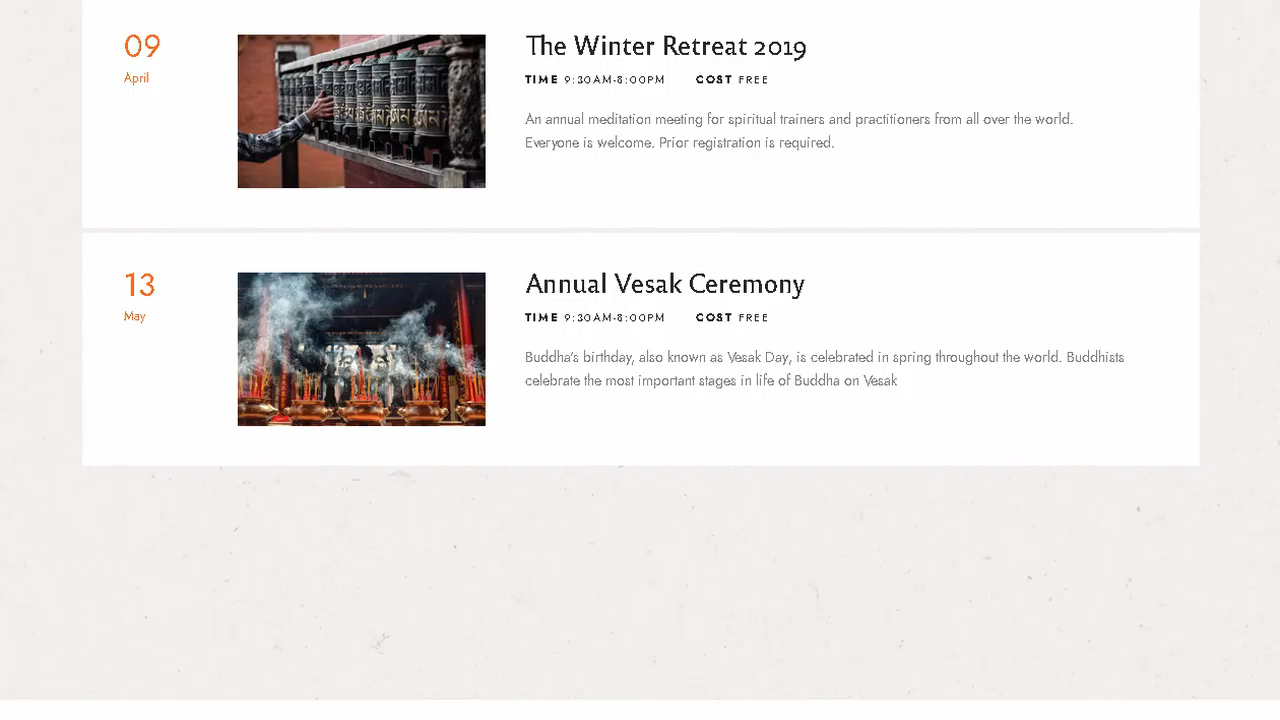 09
April
The Winter Retreat 2019
TIME 9:30AM-8:00PM COST FREE
An annual meditation meeting for spiritual trainers and practitioners from all over the world.
Everyone is welcome. Prior registration is required.
13
May
Annual Vesak Ceremony
TIME 9:30AM-8:00PM COST FREE
Buddha's birthday, also known as Vesak Day, is celebrated in spring throughout the world. Buddhists
celebrate the most important stages in life of Buddha on Vesak